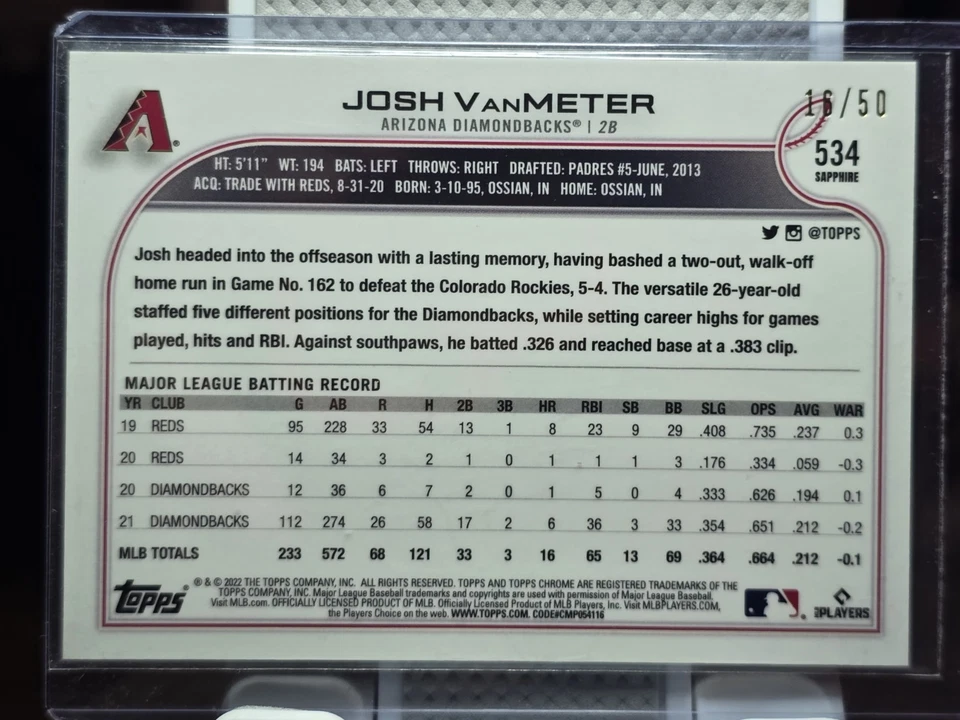 JOSH VANMETER
16/50
ARIZONA DIAMONDBACKS® | 2B
534
SAPPHIRE
HT: 5'11" WT: 194 BATS: LEFT THROWS: RIGHT DRAFTED: PADRES #5-JUNE, 2013
ACQ: TRADE WITH REDS, 8-31-20 BORN: 3-10-95, OSSIAN, IN HOME: OSSIAN, IN
@TOPPS
Josh headed into the offseason with a lasting memory, having bashed a two-out, walk-off
home run in Game No. 162 to defeat the Colorado Rockies, 5-4. The versatile 26-year-old
staffed five different positions for the Diamondbacks, while setting career highs for games
played, hits and RBI. Against southpaws, he batted .326 and reached base at a .383 clip.
MAJOR LEAGUE BATTING RECORD
YR CLUB G AB R H 2B 3B HR RBI SB BB SLG OPS AVG WAR
19 REDS 95 228 33 54 13 1 8 23 9 29 .408 .735 .237 0.3
20 REDS 14 34 3 2 1 0 1 1 1 3 .176 .334 .059 -0.3
20 DIAMONDBACKS 12 36 6 7 2 0 1 5 0 4 .333 .626 .194 0.1
21 DIAMONDBACKS 112 274 26 58 17 2 6 36 3 33 .354 .651 .212 -0.2
MLB TOTALS 233 572 68 121 33 3 16 65 13 69 .364 .664 .212 -0.1
Topps®
® & © 2022 THE TOPPS COMPANY, INC. ALL RIGHTS RESERVED. TOPPS AND TOPPS CHROME ARE REGISTERED TRADEMARKS OF THE
TOPPS COMPANY, INC. Major League Baseball trademarks and copyrights are used with permission of Major League Baseball.
Visit MLB.com. OFFICIALLY LICENSED PRODUCT OF MLB. Officially Licensed Product of MLB Players, Inc. Visit MLBPLAYERS.COM,
the Players Choice on the web. WWW.TOPPS.COM. CODE#CMP054116
MLB PLAYERS